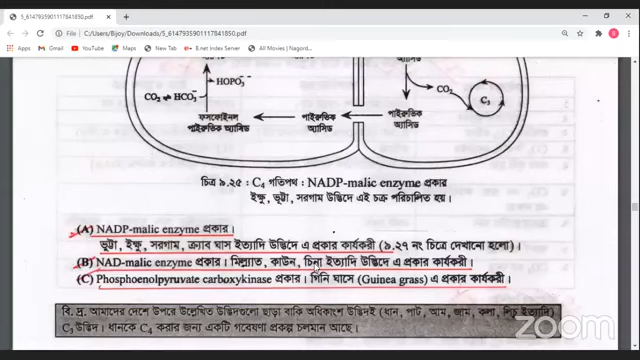 5_6147935901117841850.pdf
File | C:/Users/Bijoy/Downloads/5_6147935901117841850.pdf
Apps
Gmail
YouTube
Maps
New Tab
B.net Index Server
All Movies | Nagord...
HOPO₃⁻⁻
CO₂ ⇌ HCO₃⁻
ফসফোইনল
পাইরুভিক অ্যাসিড
পাইরুভিক
অ্যাসিড
পাইরুভিক
অ্যাসিড
অ্যাসিড
CO₂
C₃
চিত্র ৯.২৫ : C₄ গতিপথ : NADP-malic enzyme প্রকার
ইক্ষু, ভূট্টা, সরগাম উদ্ভিদে এই চক্র পরিচালিত হয়।
(A) NADP-malic enzyme প্রকার।
ভূট্টা, ইক্ষু, সরগাম, ক্র্যাব ঘাস ইত্যাদি উদ্ভিদে এ প্রকার কার্যকরী (৯.২৭ নং চিত্রে দেখানো হলো)।
(B) NAD-malic enzyme প্রকার। মিল্যাত, কাউন, চিনা ইত্যাদি উদ্ভিদে এ প্রকার কার্যকরী।
(C) Phosphoenolpyruvate carboxykinase প্রকার। গিনি ঘাসে (Guinea grass) এ প্রকার কার্যকরী।
বি. দ্র. আমাদের দেশে উপরে উল্লেখিত উদ্ভিদগুলো ছাড়া বাকি অধিকাংশ উদ্ভিদই (ধান, পাট, আম, জাম, কলা, লিচু ইত্যাদি)
C₃ উদ্ভিদ। ধানকে C₄ করার জন্য একটি গবেষণা প্রকল্প চলমান আছে।
zoom